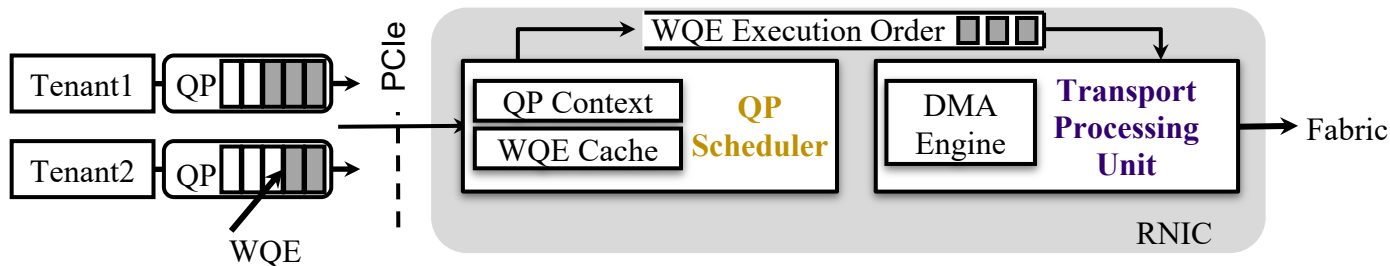 Tenant1
QP
Tenant2
QP
WQE
PCIe
WQE Execution Order
QP Context
WQE Cache
QP
Scheduler
DMA
Engine
Transport
Processing
Unit
RNIC
Fabric